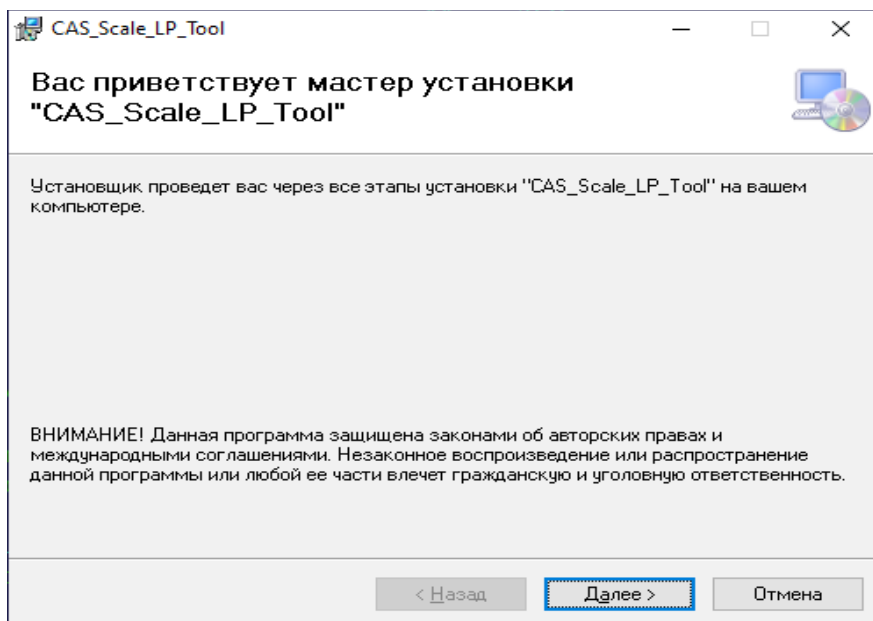 CAS_Scale_LP_Tool
Вас приветствует мастер установки
"CAS_Scale_LP_Tool"
Установщик проведет вас через все этапы установки "CAS_Scale_LP_Tool" на вашем
компьютере.
ВНИМАНИЕ! Данная программа защищена законами об авторских правах и
международными соглашениями. Незаконное воспроизведение или распространение
данной программы или любой ее части влечет гражданскую и уголовную ответственность.
< Назад
Далее >
Отмена